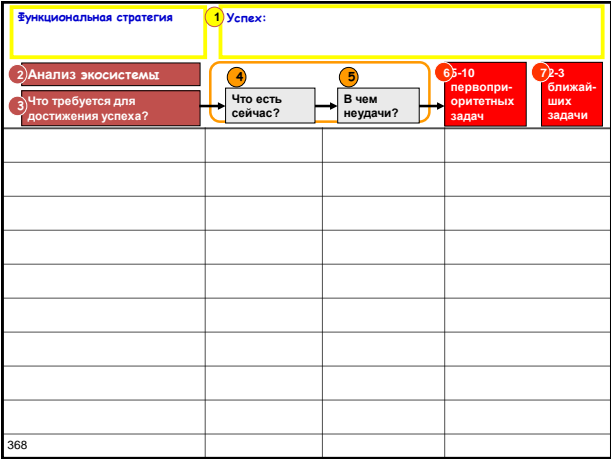 Функциональная стратегия
1 Успех:
2 Анализ экосистемы
3 Что требуется для
достижения успеха?
4
Что есть
сейчас?
5
В чем
неудачи?
6 5-10
первопри-
оритетных
задач
7 2-3
ближай-
ших
задачи
368